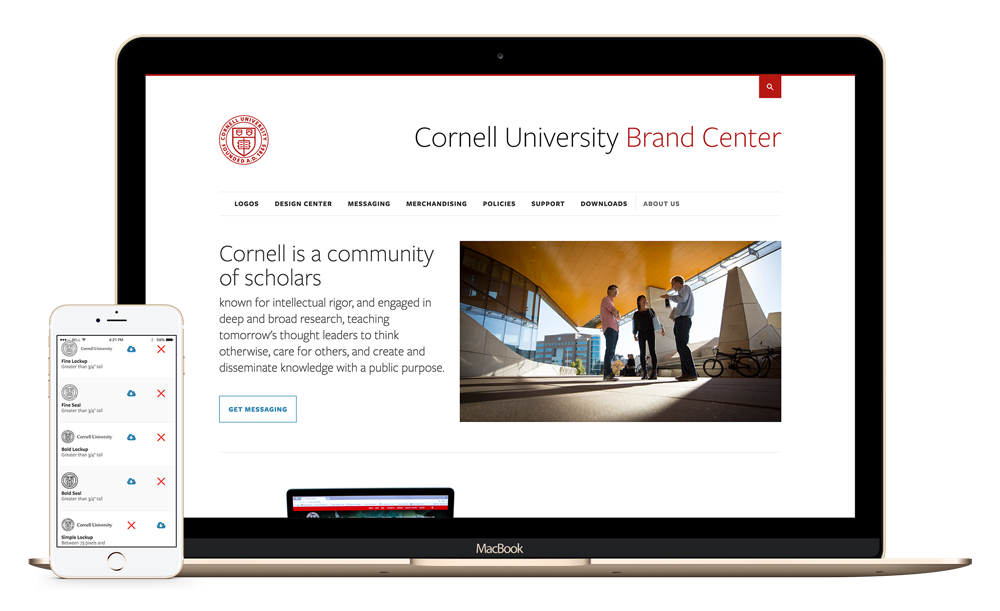 CORNELL UNIVERSITY
FOUNDED A.D. 1865
Cornell University Brand Center
LOGOS DESIGN CENTER MESSAGING MERCHANDISING POLICIES SUPPORT DOWNLOADS ABOUT US
Cornell is a community
of scholars
known for intellectual rigor, and engaged in
deep and broad research, teaching
tomorrow's thought leaders to think
otherwise, care for others, and create and
disseminate knowledge with a public purpose.
GET MESSAGING
MacBook
4:21 PM 100%
Cornell University
Fine Lockup
Greater than 3/4" tall
Fine Seal
Greater than 3/4" tall
Cornell University
Bold Lockup
Greater than 3/4" tall
Bold Seal
Greater than 3/4" tall
Cornell University
Simple Lockup
Between 75 pixels and